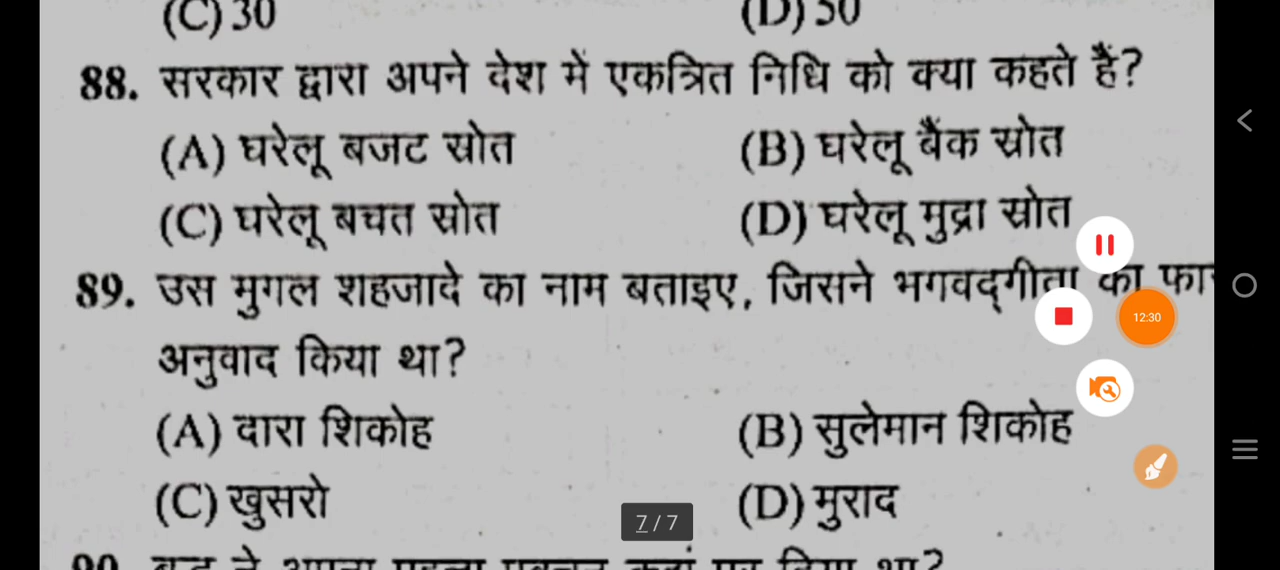 (C) 30 (D) 50
88. सरकार द्वारा अपने देश में एकत्रित निधि को क्या कहते हैं?
(A) घरेलू बजट स्रोत (B) घरेलू बैंक स्रोत
(C) घरेलू बचत स्रोत (D) घरेलू मुद्रा स्रोत
89. उस मुगल शहजादे का नाम बताइए, जिसने भगवद्गीता का
12:30
अनुवाद किया था?
(A) दारा शिकोह (B) सुलेमान शिकोह
(C) खुसरो (D) मुराद
7 / 7